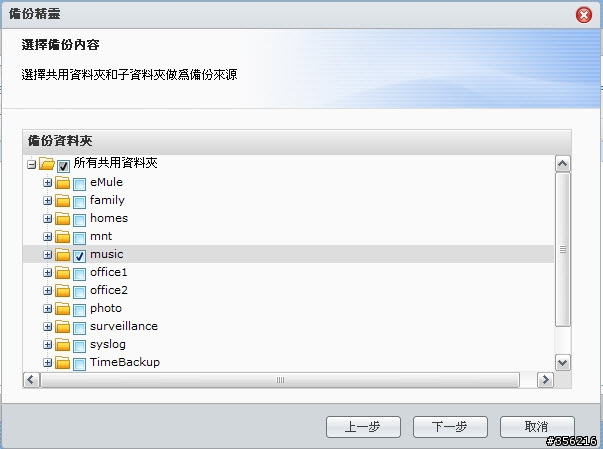 備份精靈
選擇備份內容
選擇共用資料夾和子資料夾做爲備份來源
備份資料夾
所有共用資料夾
eMule
family
homes
mnt
music
office1
office2
photo
surveillance
syslog
TimeBackup
上一步 下一步 取消
#356216